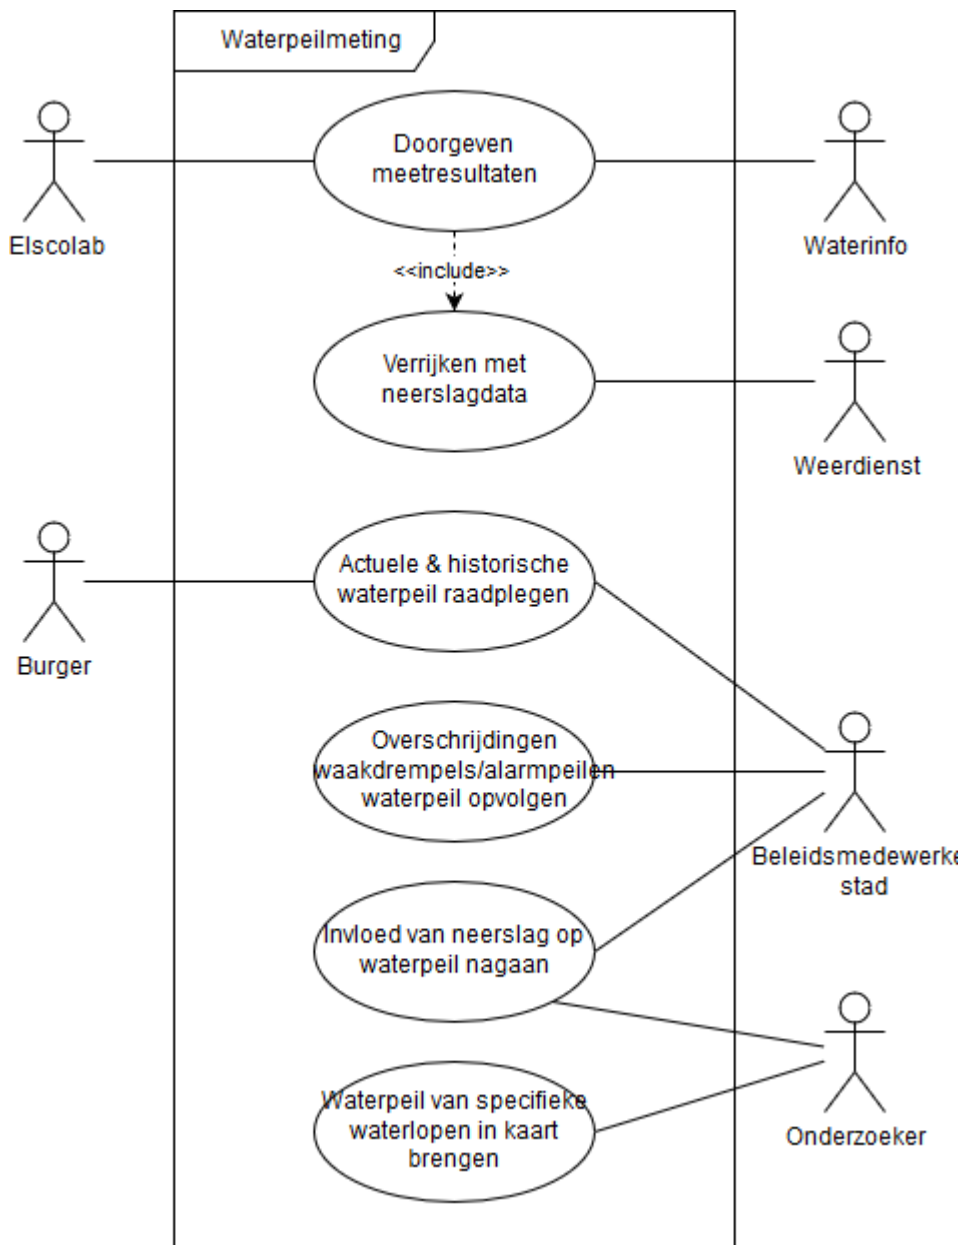 Waterpeilmeting
Doorgeven
meetresultaten
Elscolab
Waterinfo
<<include>>
Verrijken met
neerslagdata
Weerdienst
Actuele & historische
waterpeil raadplegen
Burger
Overschrijdingen
waakdrempels/alarmpeilen
waterpeil opvolgen
Beleidsmedewerke
stad
Invloed van neerslag op
waterpeil nagaan
Waterpeil van specifieke
waterlopen in kaart
brengen
Onderzoeker